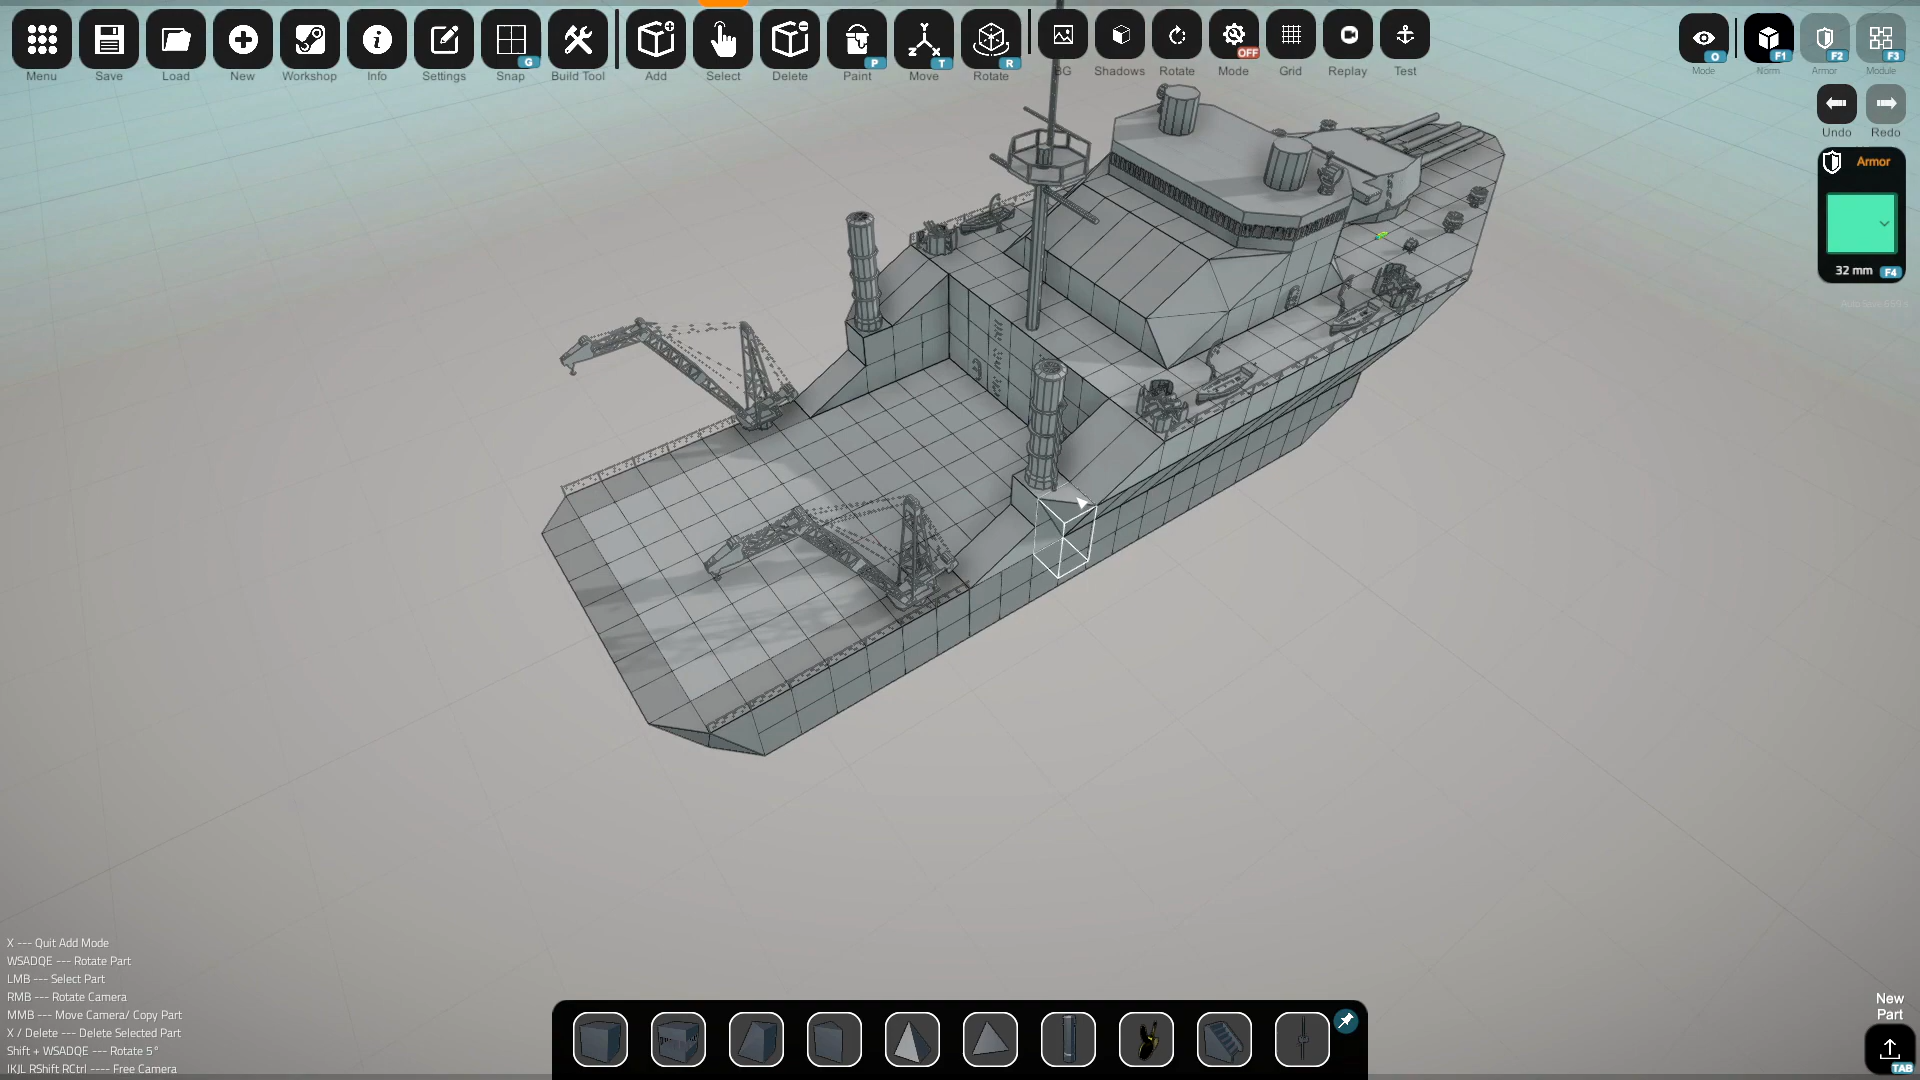 Menu
Save
Load
New
Workshop
Info
Settings
G
Snap
Build Tool
Add
Select
Delete
P
Paint
T
Move
R
Rotate
BG
Shadows
Rotate
OFF
Mode
Grid
Replay
Test
O
Mode
F1
Norm
F2
Armor
F3
Module
Undo
Redo
Armor
32 mm
F4
X --- Quit Add Mode
WSADQE --- Rotate Part
LMB --- Select Part
RMB --- Rotate Camera
MMB --- Move Camera/ Copy Part
X / Delete --- Delete Selected Part
Shift + WSADQE --- Rotate 5°
IKJL RShift RCtrl ---- Free Camera
New
Part
TAB